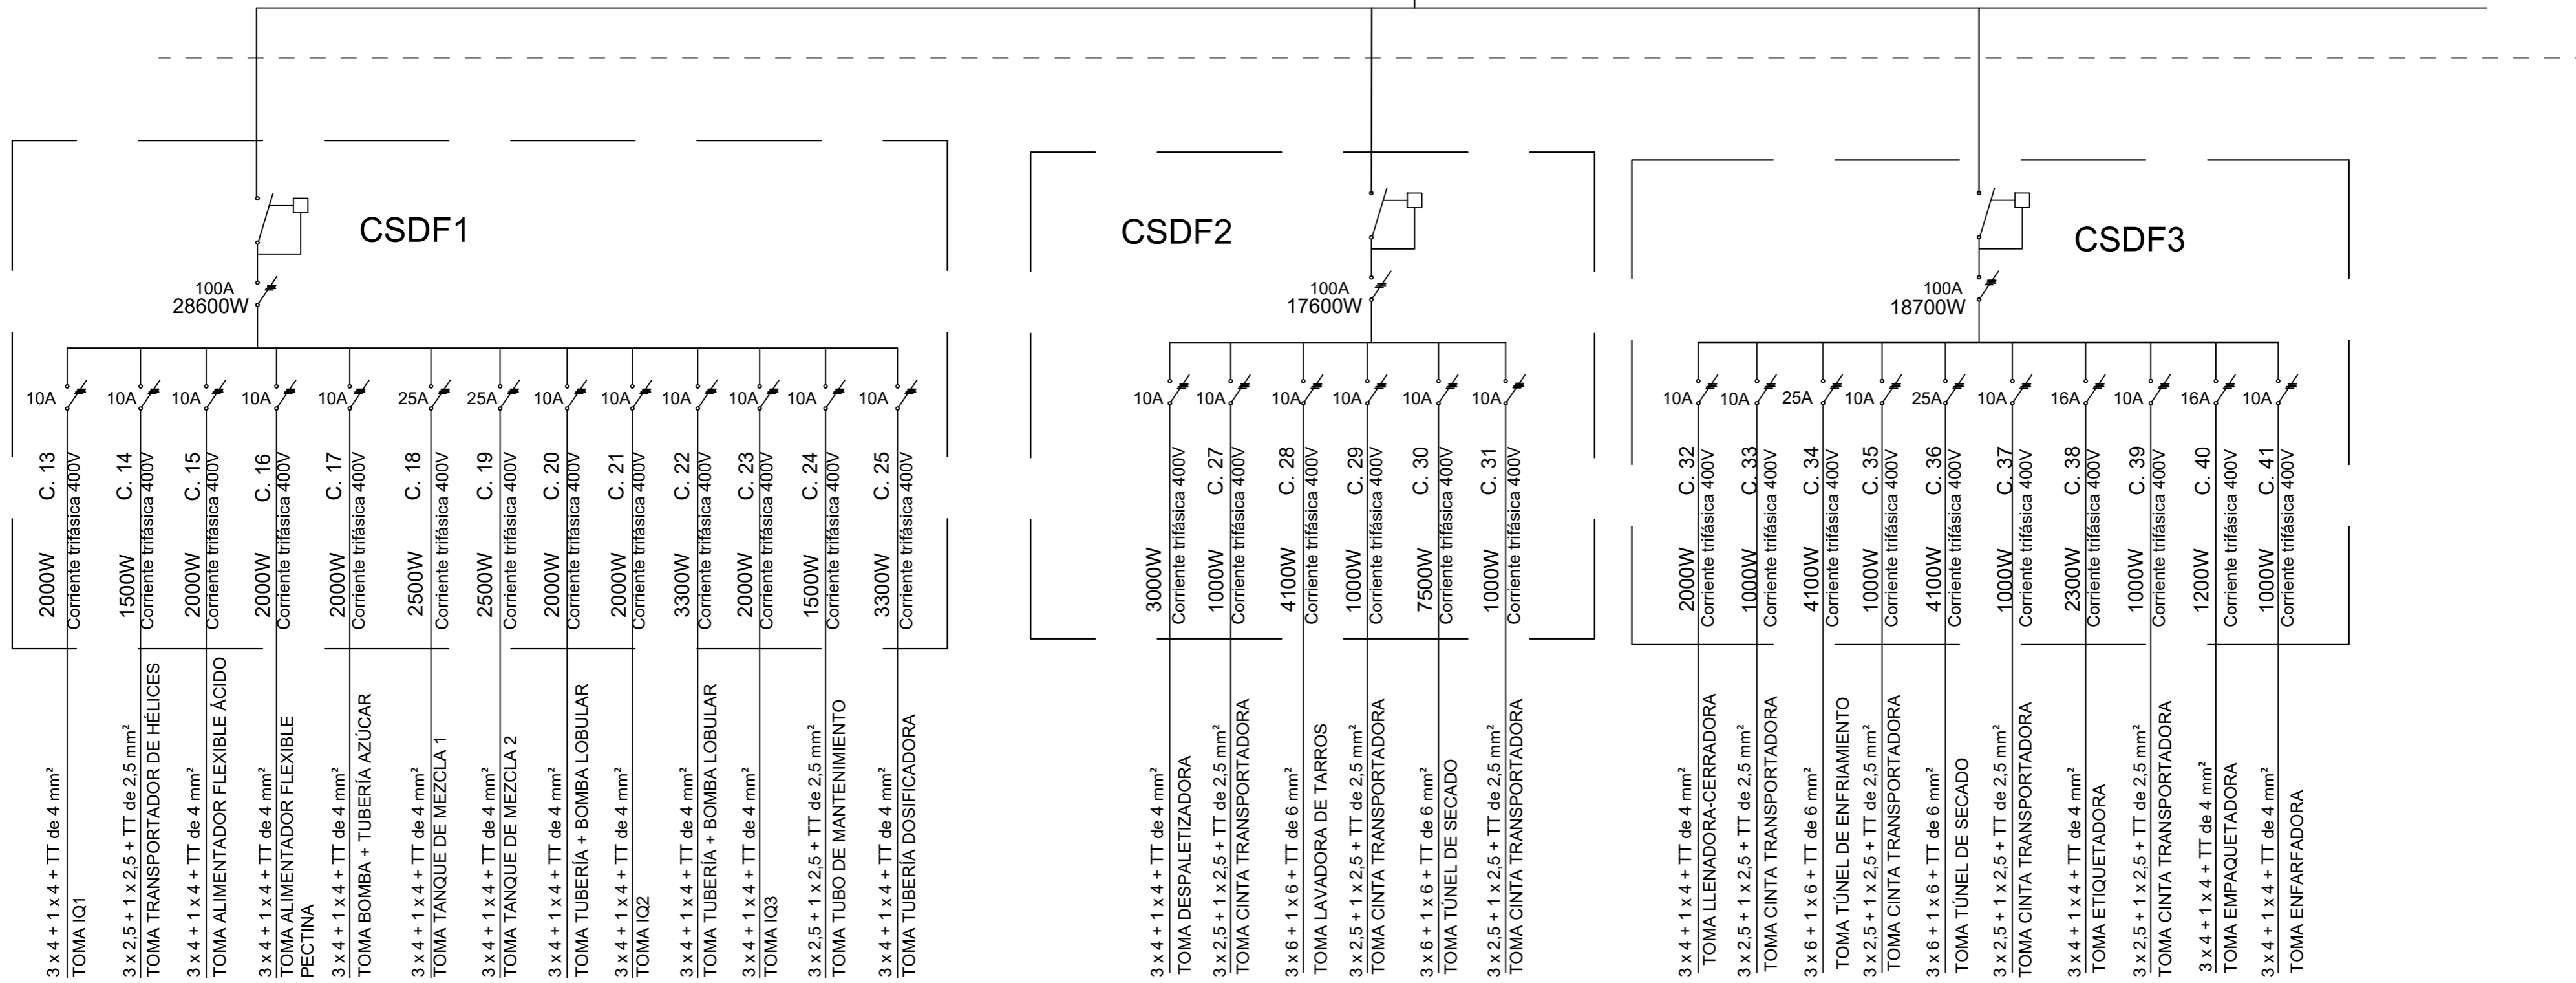 CSDF1
100A
28600W
10A
C. 13
2000W
Corriente trifásica 400V
3 x 4 + 1 x 4 + TT de 4 mm²
TOMA IQ1
10A
C. 14
1500W
Corriente trifásica 400V
3 x 2,5 + 1 x 2,5 + TT de 2,5 mm²
TOMA TRANSPORTADOR DE HÉLICES
10A
C. 15
2000W
Corriente trifásica 400V
3 x 4 + 1 x 4 + TT de 4 mm²
TOMA ALIMENTADOR FLEXIBLE ÁCIDO
10A
C. 16
2000W
Corriente trifásica 400V
3 x 4 + 1 x 4 + TT de 4 mm²
TOMA ALIMENTADOR FLEXIBLE
PECTINA
10A
C. 17
2000W
Corriente trifásica 400V
3 x 4 + 1 x 4 + TT de 4 mm²
TOMA BOMBA + TUBERÍA AZÚCAR
25A
C. 18
2500W
Corriente trifásica 400V
3 x 4 + 1 x 4 + TT de 4 mm²
TOMA TANQUE DE MEZCLA 1
25A
C. 19
2500W
Corriente trifásica 400V
3 x 4 + 1 x 4 + TT de 4 mm²
TOMA TANQUE DE MEZCLA 2
10A
C. 20
2000W
Corriente trifásica 400V
3 x 4 + 1 x 4 + TT de 4 mm²
TOMA TUBERÍA + BOMBA LOBULAR
10A
C. 21
2000W
Corriente trifásica 400V
3 x 4 + 1 x 4 + TT de 4 mm²
TOMA IQ2
10A
C. 22
3300W
Corriente trifásica 400V
3 x 4 + 1 x 4 + TT de 4 mm²
TOMA TUBERÍA + BOMBA LOBULAR
10A
C. 23
2000W
Corriente trifásica 400V
3 x 4 + 1 x 4 + TT de 4 mm²
TOMA IQ3
10A
C. 24
1500W
Corriente trifásica 400V
3 x 2,5 + 1 x 2,5 + TT de 2,5 mm²
TOMA TUBO DE MANTENIMIENTO
10A
C. 25
3300W
Corriente trifásica 400V
3 x 4 + 1 x 4 + TT de 4 mm²
TOMA TUBERÍA DOSIFICADORA
CSDF2
100A
17600W
10A
3000W
Corriente trifásica 400V
3 x 4 + 1 x 4 + TT de 4 mm²
TOMA DESPALETIZADORA
10A
C. 27
1000W
Corriente trifásica 400V
3 x 2,5 + 1 x 2,5 + TT de 2,5 mm²
TOMA CINTA TRANSPORTADORA
10A
C. 28
4100W
Corriente trifásica 400V
3 x 6 + 1 x 6 + TT de 6 mm²
TOMA LAVADORA DE TARROS
10A
C. 29
1000W
Corriente trifásica 400V
3 x 2,5 + 1 x 2,5 + TT de 2,5 mm²
TOMA CINTA TRANSPORTADORA
10A
C. 30
7500W
Corriente trifásica 400V
3 x 6 + 1 x 6 + TT de 6 mm²
TOMA TÚNEL DE SECADO
10A
C. 31
1000W
Corriente trifásica 400V
3 x 2,5 + 1 x 2,5 + TT de 2,5 mm²
TOMA CINTA TRANSPORTADORA
CSDF3
100A
18700W
10A
C. 32
2000W
Corriente trifásica 400V
3 x 4 + 1 x 4 + TT de 4 mm²
TOMA LLENADORA-CERRADORA
10A
C. 33
1000W
Corriente trifásica 400V
3 x 2,5 + 1 x 2,5 + TT de 2,5 mm²
TOMA CINTA TRANSPORTADORA
25A
C. 34
4100W
Corriente trifásica 400V
3 x 6 + 1 x 6 + TT de 6 mm²
TOMA TÚNEL DE ENFRIAMIENTO
10A
C. 35
1000W
Corriente trifásica 400V
3 x 2,5 + 1 x 2,5 + TT de 2,5 mm²
TOMA CINTA TRANSPORTADORA
25A
C. 36
4100W
Corriente trifásica 400V
3 x 6 + 1 x 6 + TT de 6 mm²
TOMA TÚNEL DE SECADO
10A
C. 37
1000W
Corriente trifásica 400V
3 x 2,5 + 1 x 2,5 + TT de 2,5 mm²
TOMA CINTA TRANSPORTADORA
16A
C. 38
2300W
Corriente trifásica 400V
3 x 4 + 1 x 4 + TT de 4 mm²
TOMA ETIQUETADORA
10A
C. 39
1000W
Corriente trifásica 400V
3 x 2,5 + 1 x 2,5 + TT de 2,5 mm²
TOMA CINTA TRANSPORTADORA
16A
C. 40
1200W
Corriente trifásica 400V
3 x 4 + 1 x 4 + TT de 4 mm²
TOMA EMPAQUETADORA
10A
C. 41
1000W
Corriente trifásica 400V
3 x 4 + 1 x 4 + TT de 4 mm²
TOMA ENFARFADORA